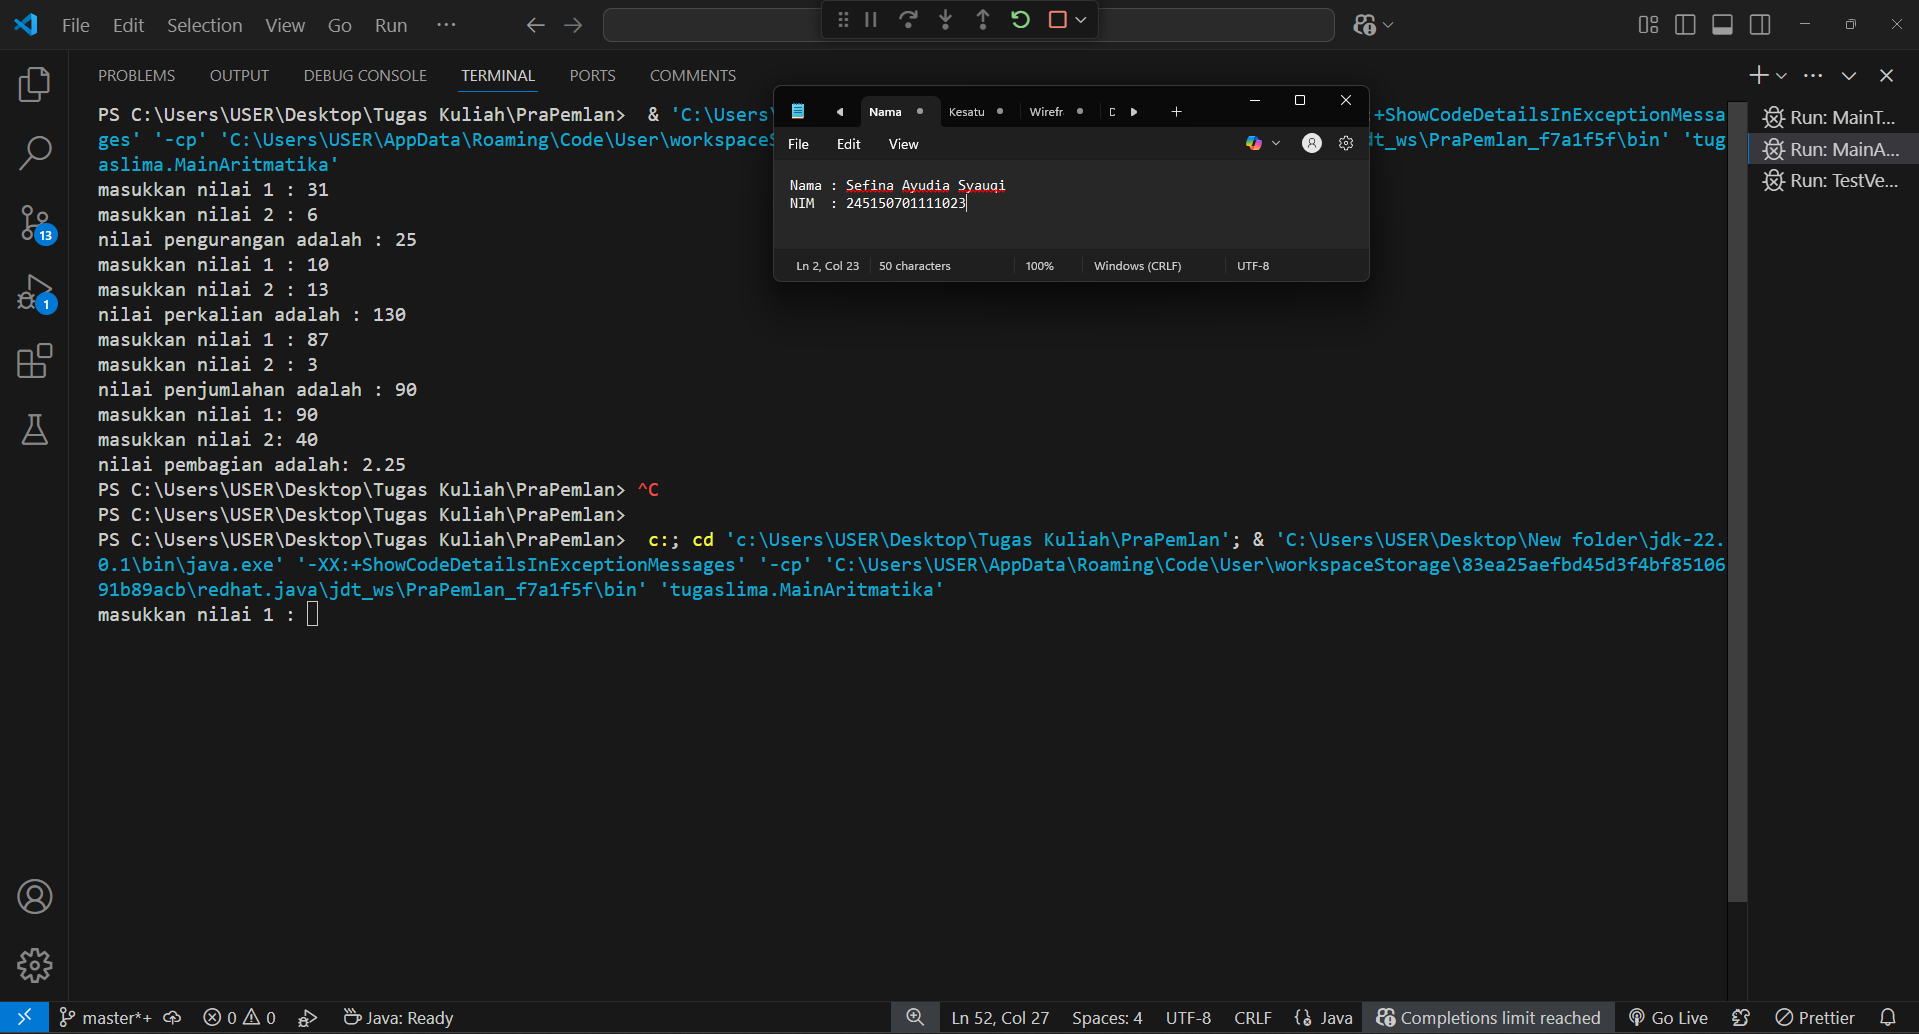 File Edit Selection View Go Run ···
PROBLEMS OUTPUT DEBUG CONSOLE TERMINAL PORTS COMMENTS
PS C:\Users\USER\Desktop\Tugas Kuliah\PraPemlan> & 'C:\Users\ :+ShowCodeDetailsInExceptionMessa
ges' '-cp' 'C:\Users\USER\AppData\Roaming\Code\User\workspaceS dt_ws\PraPemlan_f7a1f5f\bin' 'tug
aslima.MainAritmatika'
masukkan nilai 1 : 31
masukkan nilai 2 : 6
nilai pengurangan adalah : 25
masukkan nilai 1 : 10
masukkan nilai 2 : 13
nilai perkalian adalah : 130
masukkan nilai 1 : 87
masukkan nilai 2 : 3
nilai penjumlahan adalah : 90
masukkan nilai 1: 90
masukkan nilai 2: 40
nilai pembagian adalah: 2.25
PS C:\Users\USER\Desktop\Tugas Kuliah\PraPemlan> ^C
PS C:\Users\USER\Desktop\Tugas Kuliah\PraPemlan>
PS C:\Users\USER\Desktop\Tugas Kuliah\PraPemlan> c:; cd 'c:\Users\USER\Desktop\Tugas Kuliah\PraPemlan'; & 'C:\Users\USER\Desktop\New folder\jdk-22.
0.1\bin\java.exe' '-XX:+ShowCodeDetailsInExceptionMessages' '-cp' 'C:\Users\USER\AppData\Roaming\Code\User\workspaceStorage\83ea25aefbd45d3f4bf85106
91b89acb\redhat.java\jdt_ws\PraPemlan_f7a1f5f\bin' 'tugaslima.MainAritmatika'
masukkan nilai 1 :
Nama Kesatu Wirefr
File Edit View
Nama : Sefina Ayudia Syauqi
NIM : 245150701111023
Ln 2, Col 23 50 characters 100% Windows (CRLF) UTF-8
Run: MainT...
Run: MainA...
Run: TestVe...
13
1
master*+ 0 0 Java: Ready Ln 52, Col 27 Spaces: 4 UTF-8 CRLF {} Java Completions limit reached Go Live Prettier